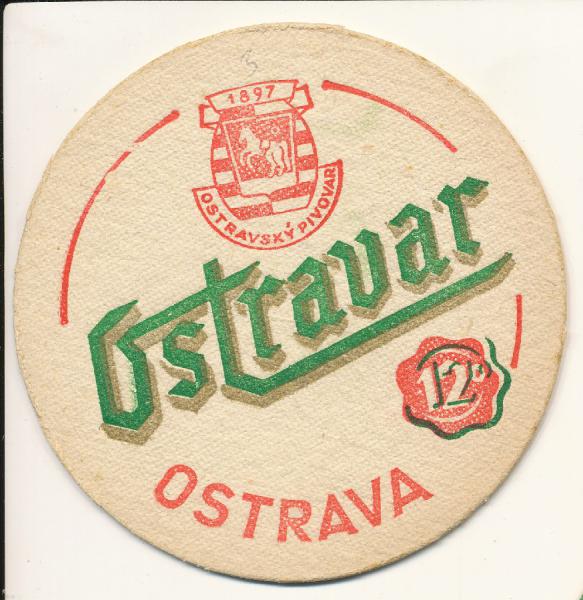 1897
OSTRAVSKÝ PIVOVAR
Ostravar
12°
OSTRAVA